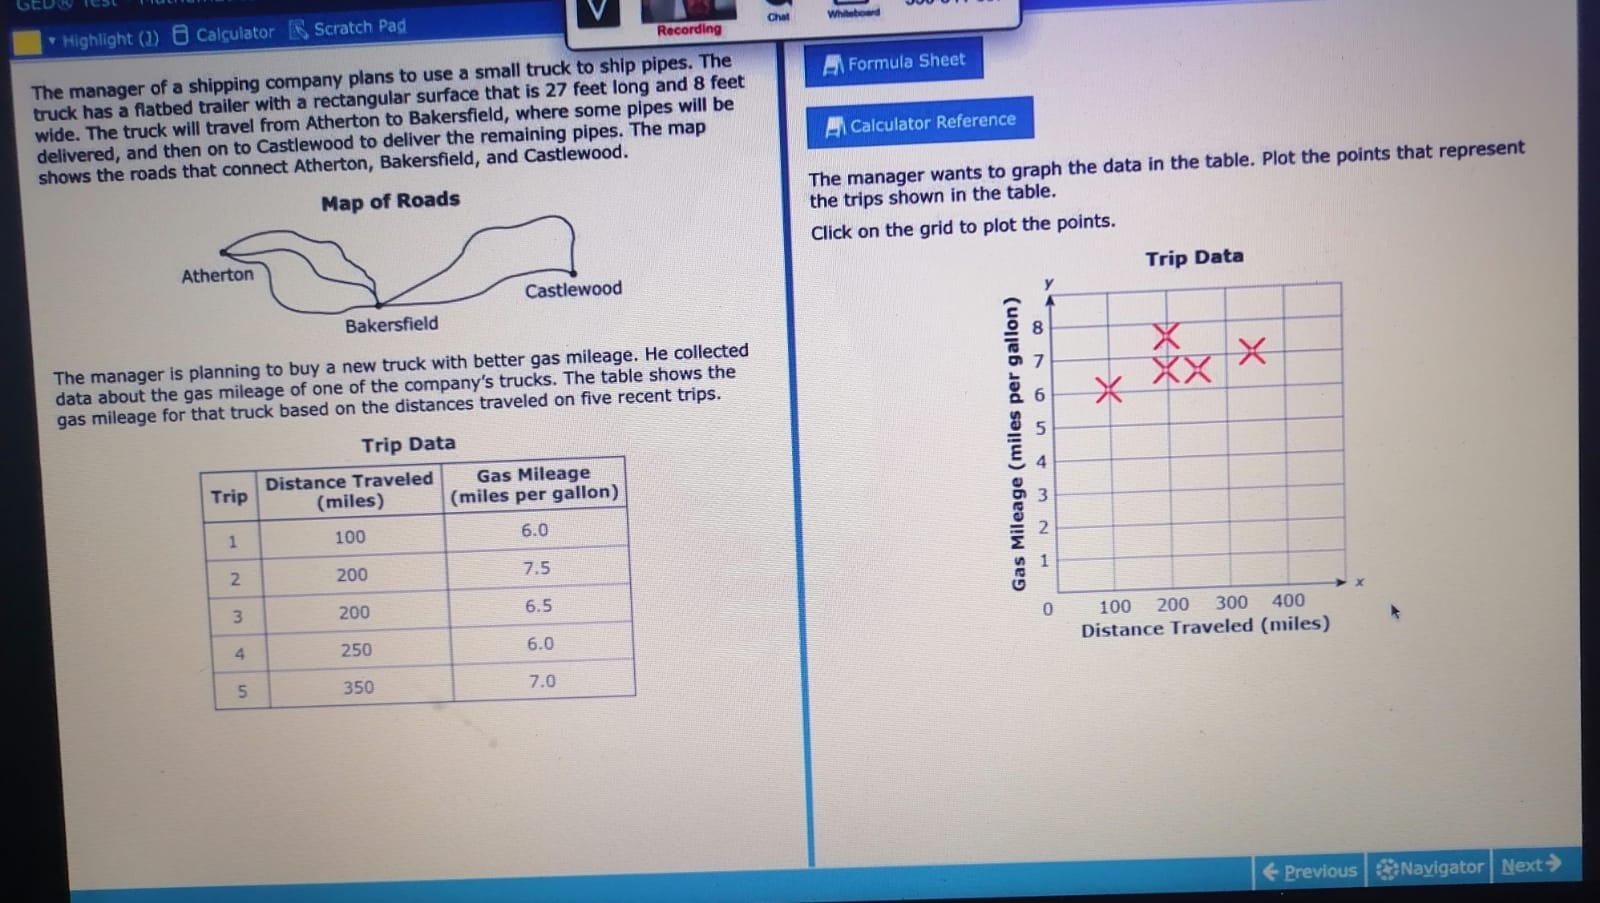 Highlight (1) Calculator Scratch Pad
Recording
Chat
Whiteboard
The manager of a shipping company plans to use a small truck to ship pipes. The
truck has a flatbed trailer with a rectangular surface that is 27 feet long and 8 feet
wide. The truck will travel from Atherton to Bakersfield, where some pipes will be
delivered, and then on to Castlewood to deliver the remaining pipes. The map
shows the roads that connect Atherton, Bakersfield, and Castlewood.
Map of Roads
Atherton
Castlewood
Bakersfield
The manager is planning to buy a new truck with better gas mileage. He collected
data about the gas mileage of one of the company's trucks. The table shows the
gas mileage for that truck based on the distances traveled on five recent trips.
Trip Data
Trip Distance Traveled (miles) Gas Mileage (miles per gallon)
1 100 6.0
2 200 7.5
3 200 6.5
4 250 6.0
5 350 7.0
Formula Sheet
Calculator Reference
The manager wants to graph the data in the table. Plot the points that represent
the trips shown in the table.
Click on the grid to plot the points.
Trip Data
y
Gas Mileage (miles per gallon)
8
7
6
5
4
3
2
1
x
0 100 200 300 400
Distance Traveled (miles)
Previous Navigator Next